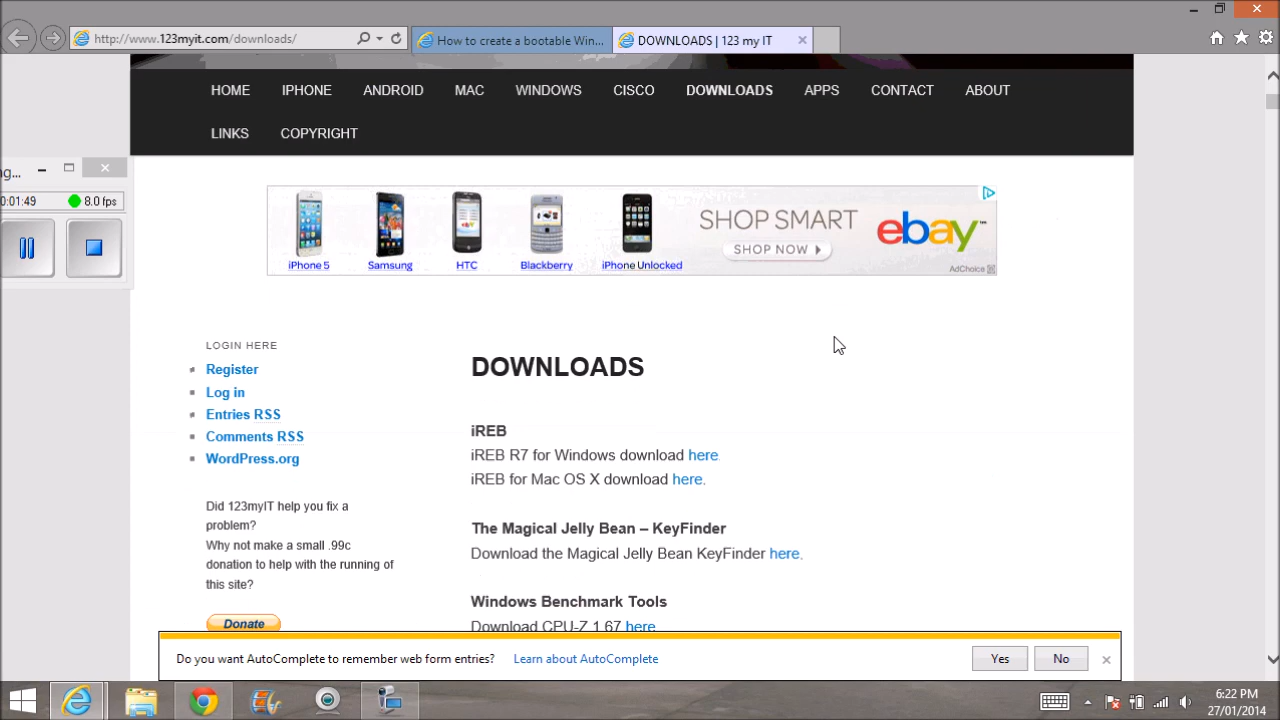 http://www.123myit.com/downloads/
How to create a bootable Win...
DOWNLOADS | 123 my IT
HOME IPHONE ANDROID MAC WINDOWS CISCO DOWNLOADS APPS CONTACT ABOUT
LINKS COPYRIGHT
g...
0:01:49 8.0 fps
iPhone 5 Samsung HTC Blackberry iPhone Unlocked
SHOP SMART
SHOP NOW
ebay
AdChoice
LOGIN HERE
Register
Log in
Entries RSS
Comments RSS
WordPress.org
Did 123myIT help you fix a
problem?
Why not make a small .99c
donation to help with the running of
this site?
Donate
DOWNLOADS
iREB
iREB R7 for Windows download here.
iREB for Mac OS X download here.
The Magical Jelly Bean – KeyFinder
Download the Magical Jelly Bean KeyFinder here.
Windows Benchmark Tools
Download CPU-Z 1.67 here
Do you want AutoComplete to remember web form entries? Learn about AutoComplete Yes No
6:22 PM
27/01/2014